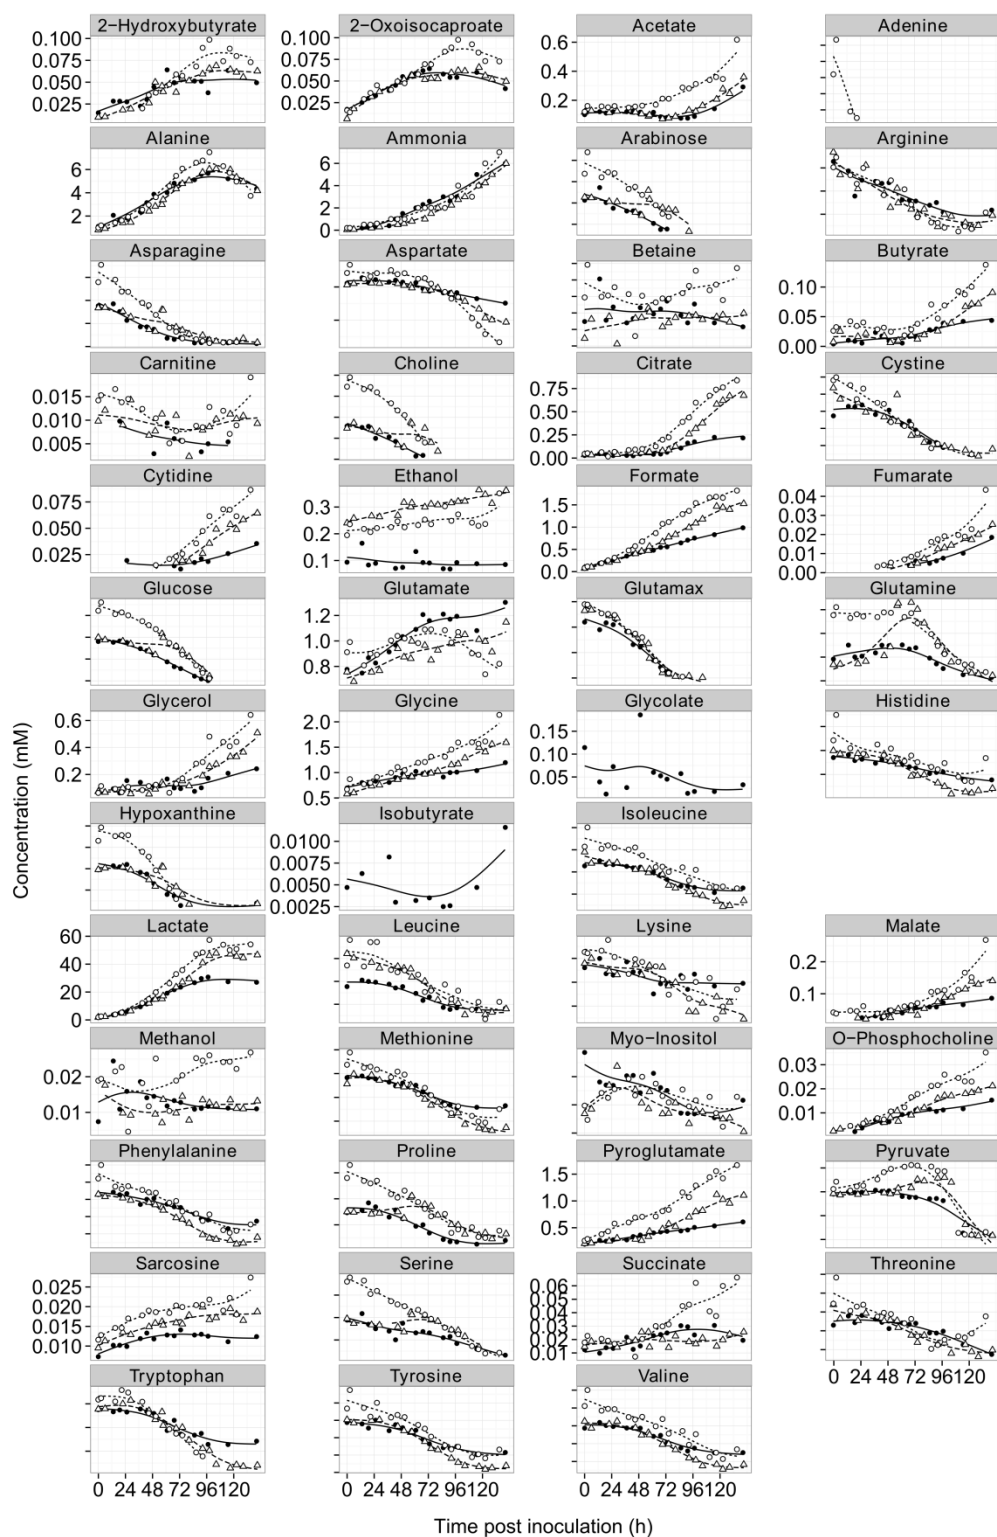 2−Hydroxybutyrate 2−Oxoisocaproate Acetate Adenine
0.100 0.075 0.050 0.025
0.100 0.075 0.050 0.025
0.6 0.4 0.2
Alanine Ammonia Arabinose Arginine
6 4 2
6 4 2 0
Asparagine Aspartate Betaine Butyrate
0.10 0.05 0.00
Carnitine Choline Citrate Cystine
0.015 0.010 0.005
0.75 0.50 0.25 0.00
Cytidine Ethanol Formate Fumarate
0.075 0.050 0.025
0.3 0.2 0.1
1.5 1.0 0.5 0.0
0.04 0.03 0.02 0.01 0.00
Glucose Glutamate Glutamax Glutamine
1.2 1.0 0.8
Glycerol Glycine Glycolate Histidine
0.6 0.4 0.2
2.0 1.5 1.0 0.5
0.15 0.10 0.05
Hypoxanthine Isobutyrate Isoleucine
0.0100 0.0075 0.0050 0.0025
Lactate Leucine Lysine Malate
60 40 20 0
0.2 0.1
Methanol Methionine Myo−Inositol O−Phosphocholine
0.02 0.01
0.03 0.02 0.01
Phenylalanine Proline Pyroglutamate Pyruvate
1.5 1.0 0.5
Sarcosine Serine Succinate Threonine
0.025 0.020 0.015 0.010
0.06 0.05 0.04 0.03 0.02 0.01
0 24 48 72 96 120
Tryptophan Tyrosine Valine
0 24 48 72 96 120
0 24 48 72 96 120
0 24 48 72 96 120
Concentration (mM)
Time post inoculation (h)